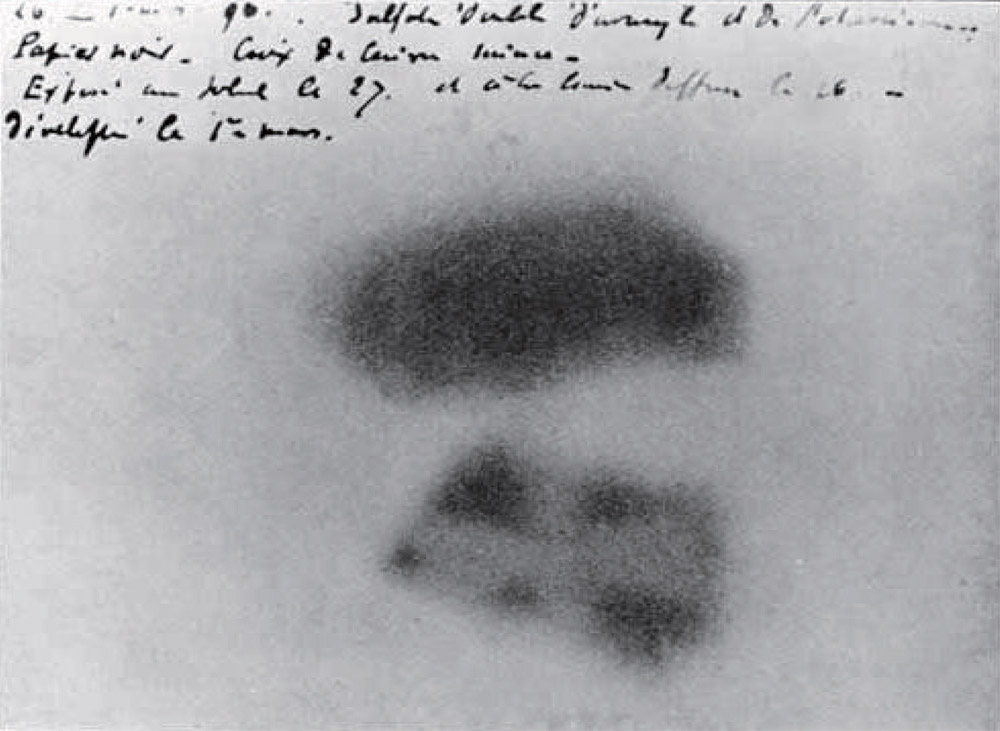 96. Sulfate double d'uranyle et de Potassium
Papier noir. Croix de Cuivre mince -
Exposé au soleil le 27. et à la lumière diffuse le 26. -
Développé le 1er mars.